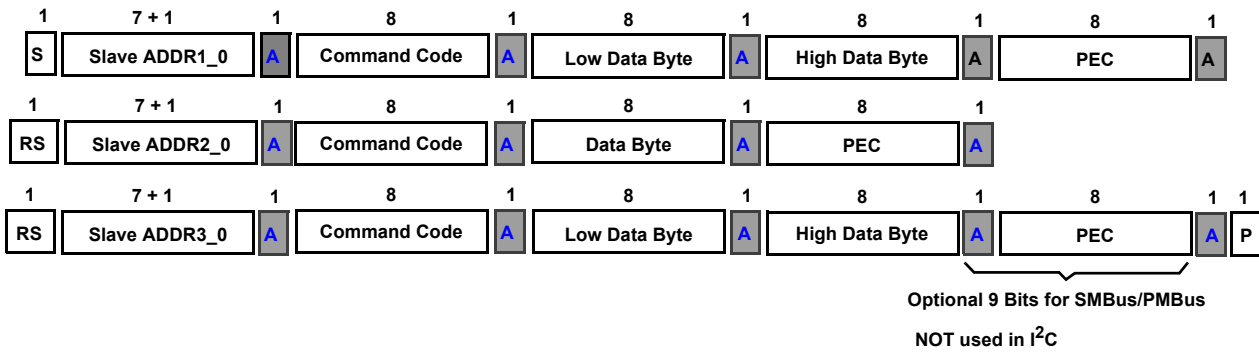 1 7 + 1 1 8 1 8 1 8 1 8 1
S Slave ADDR1_0 A Command Code A Low Data Byte A High Data Byte A PEC A
1 7 + 1 1 8 1 8 1 8 1
RS Slave ADDR2_0 A Command Code A Data Byte A PEC A
1 7 + 1 1 8 1 8 1 8 1 8 1 1
RS Slave ADDR3_0 A Command Code A Low Data Byte A High Data Byte A PEC A P
Optional 9 Bits for SMBus/PMBus
NOT used in I²C